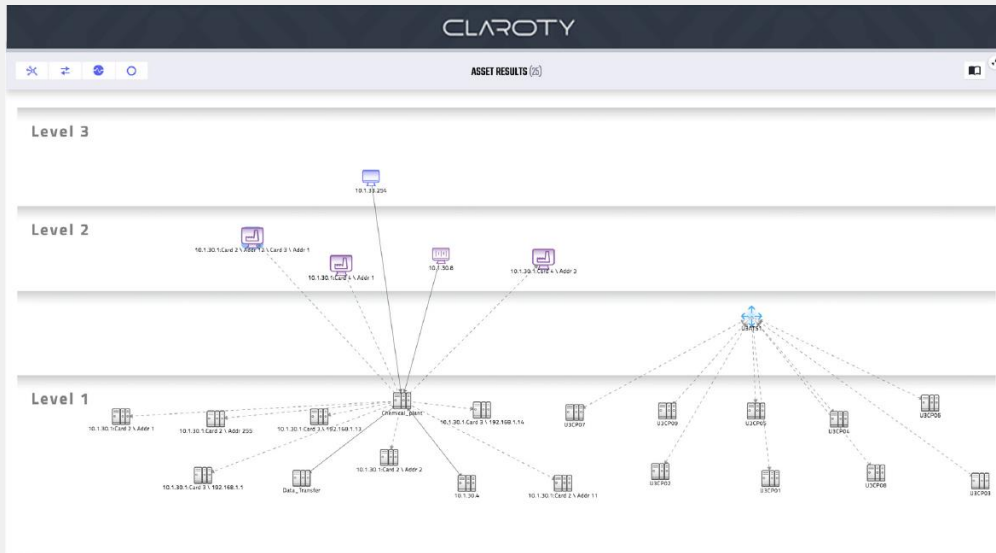 CLAROTY
ASSET RESULTS (25)
Level 3
10.1.30.254
Level 2
10.1.30.1:Card 2 \ Addr 12 \ Card 3 \ Addr 1
10.1.30.1:Card 4 \ Addr 1
10.1.30.8
10.1.30.1:Card 4 \ Addr 2
Level 1
Chemical_plant
10.1.30.1:Card 2 \ Addr 1
10.1.30.1:Card 2 \ Addr 255
10.1.30.1:Card 3 \ 192.168.1.13
10.1.30.1:Card 3 \ 192.168.1.14
U3CP07
U3CP09
U3CP05
U3CP04
U3CP06
10.1.30.1:Card 3 \ 192.168.1.1
Data_Transfer
10.1.30.1:Card 2 \ Addr 2
10.1.30.4
10.1.30.1:Card 2 \ Addr 11
U3CP02
U3CP01
U3CP08
U3CP03